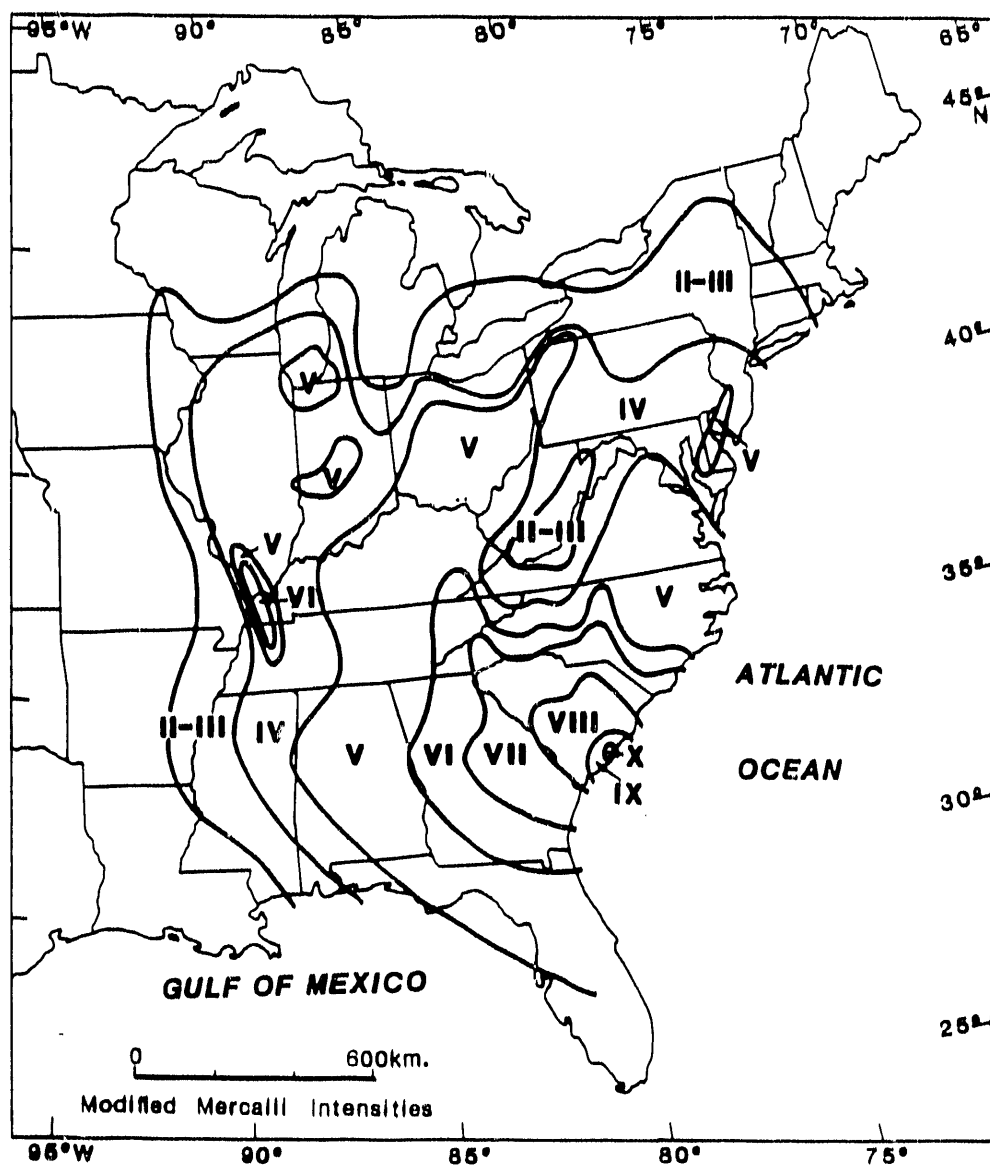 95°W 90° 85° 80° 75° 70° 65°
45°
N
II-III
40°
V IV
V V
V
II-III
V 35°
VI V
ATLANTIC
II-III IV VIII
V VI VII X
OCEAN
IX 30°
GULF OF MEXICO
25°
0 600km.
Modified Mercalli Intensities
95°W 90° 85° 80° 75°